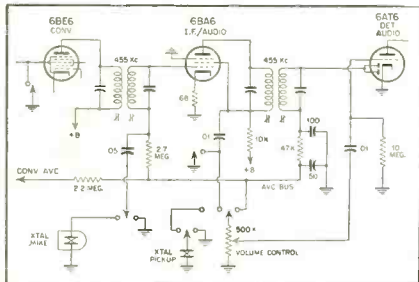 6BE6
CONV.
6BA6
I.F./AUDIO
6AT6
DET
AUDIO
455 Kc
455 Kc
68
+B
.05
2.7
MEG.
.01
10K
+B
100
47K
50
.01
10
MEG.
CONV AVC
2.2 MEG.
AVC BUS
XTAL
MIKE
XTAL
PICKUP
500K
VOLUME CONTROL